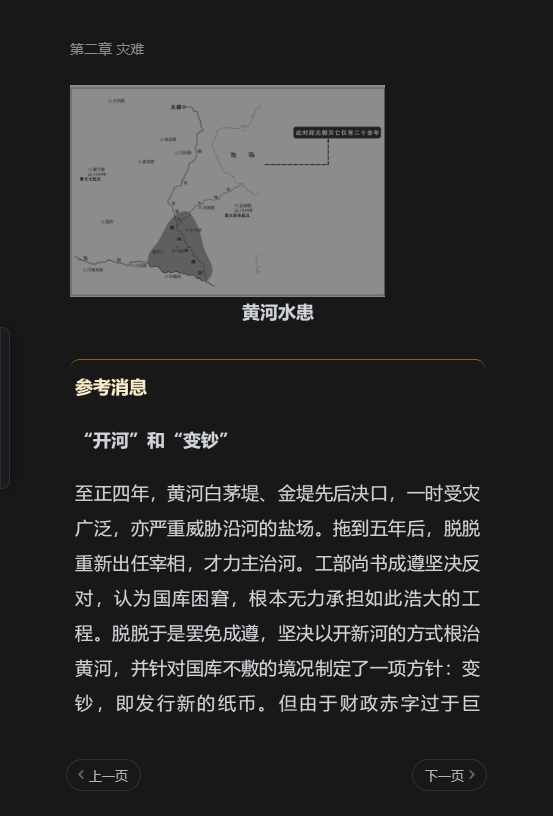 第二章 灾难
大都
此时距元朝灭亡仅有二十余年
渤 海
黄河水患
参考消息
“开河”和“变钞”
至正四年，黄河白茅堤、金堤先后决口，一时受灾
广泛，亦严重威胁沿河的盐场。拖到五年后，脱脱
重新出任宰相，才力主治河。工部尚书成遵坚决反
对，认为国库困窘，根本无力承担如此浩大的工
程。脱脱于是罢免成遵，坚决以开新河的方式根治
黄河，并针对国库不敷的境况制定了一项方针：变
钞，即发行新的纸币。但由于财政赤字过于巨
上一页
下一页